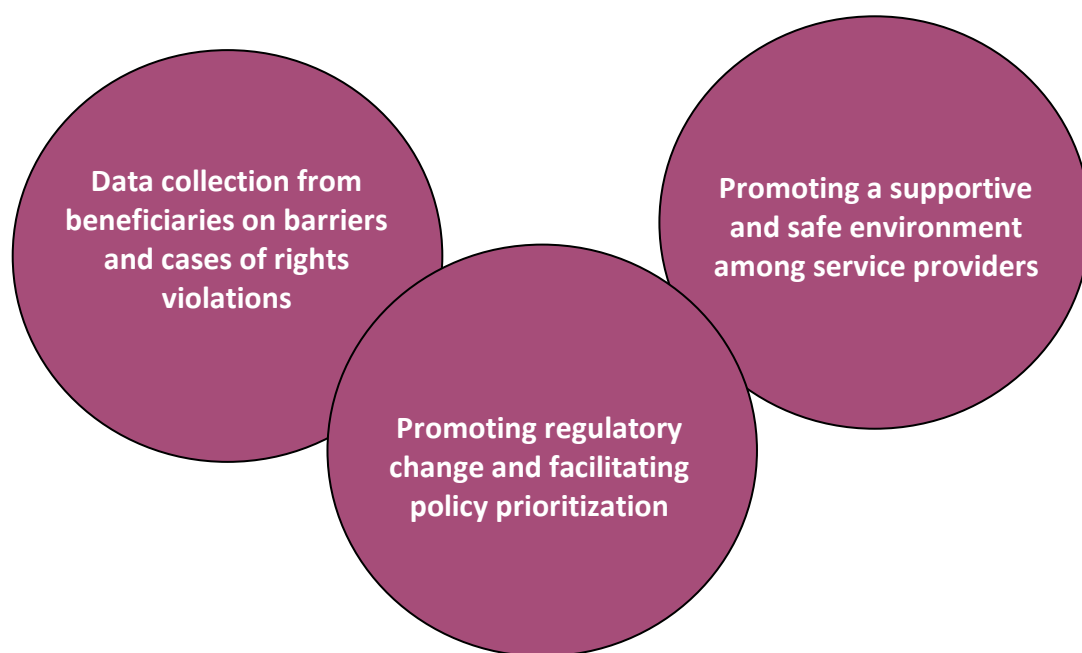 Data collection from
beneficiaries on barriers
and cases of rights
violations
Promoting regulatory
change and facilitating
policy prioritization
Promoting a supportive
and safe environment
among service providers